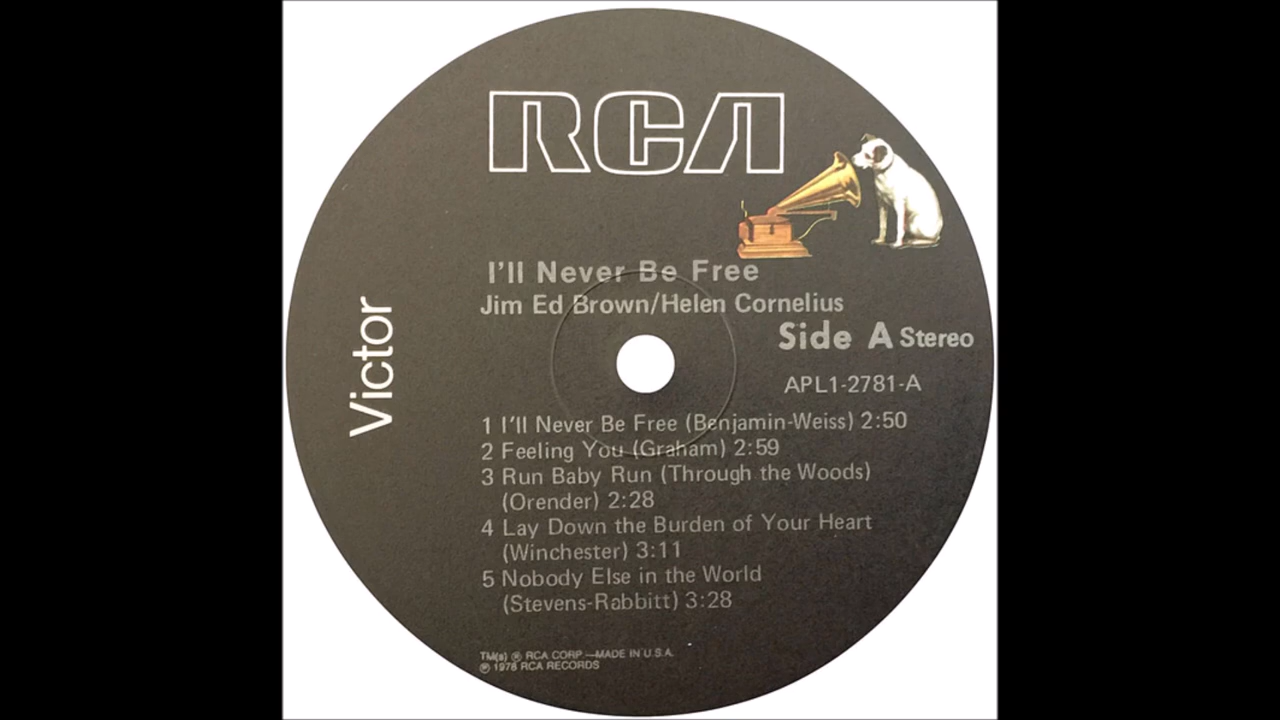 RCA
Victor
I'll Never Be Free
Jim Ed Brown/Helen Cornelius
Side A Stereo
APL1-2781-A
1 I'll Never Be Free (Benjamin-Weiss) 2:50
2 Feeling You (Graham) 2:59
3 Run Baby Run (Through the Woods)
(Orender) 2:28
4 Lay Down the Burden of Your Heart
(Winchester) 3:11
5 Nobody Else in the World
(Stevens-Rabbitt) 3:28
TM(s) ® RCA CORP.—MADE IN U.S.A.
℗ 1978 RCA RECORDS